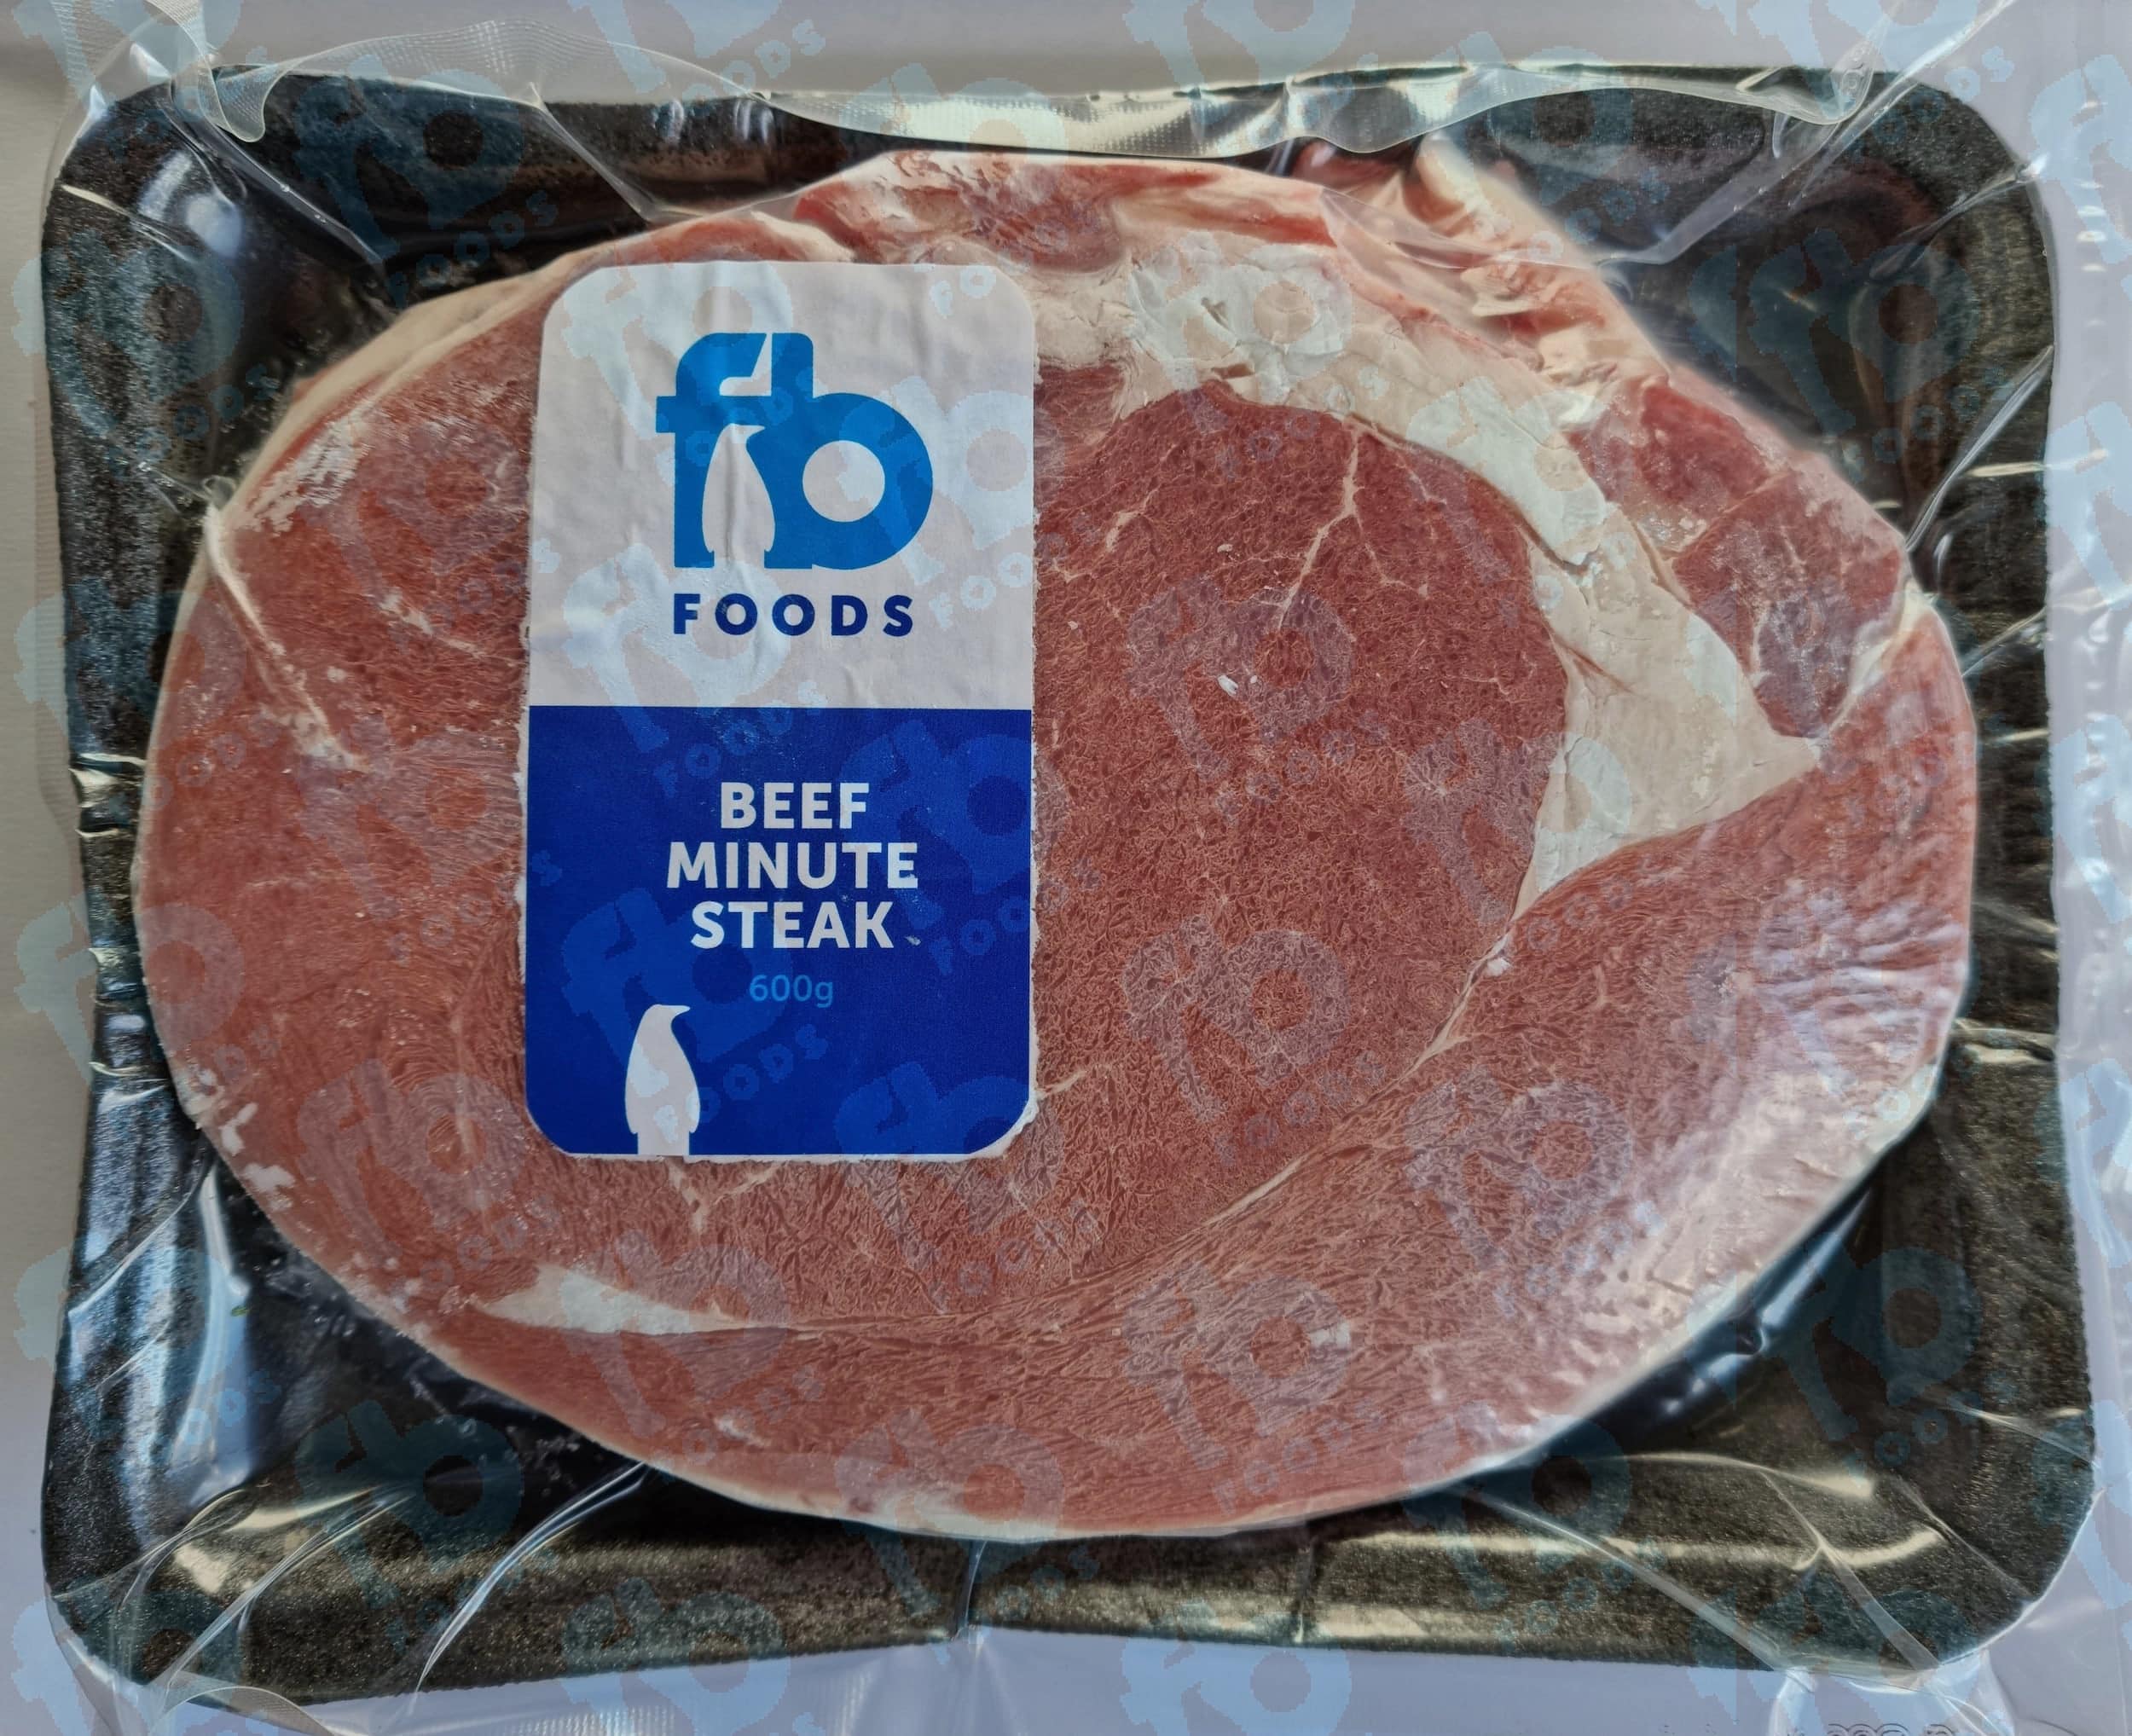 fb
FOODS
BEEF
MINUTE
STEAK
600g